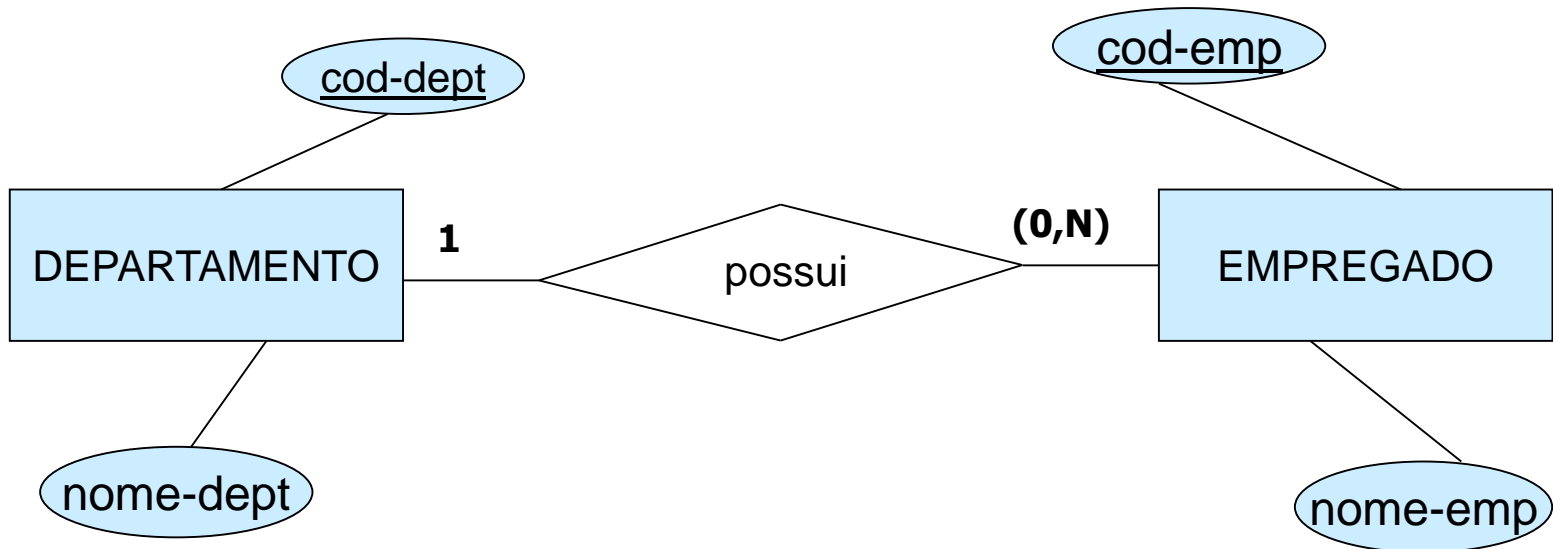 cod-dept
cod-emp
DEPARTAMENTO
1
possui
(0,N)
EMPREGADO
nome-dept
nome-emp